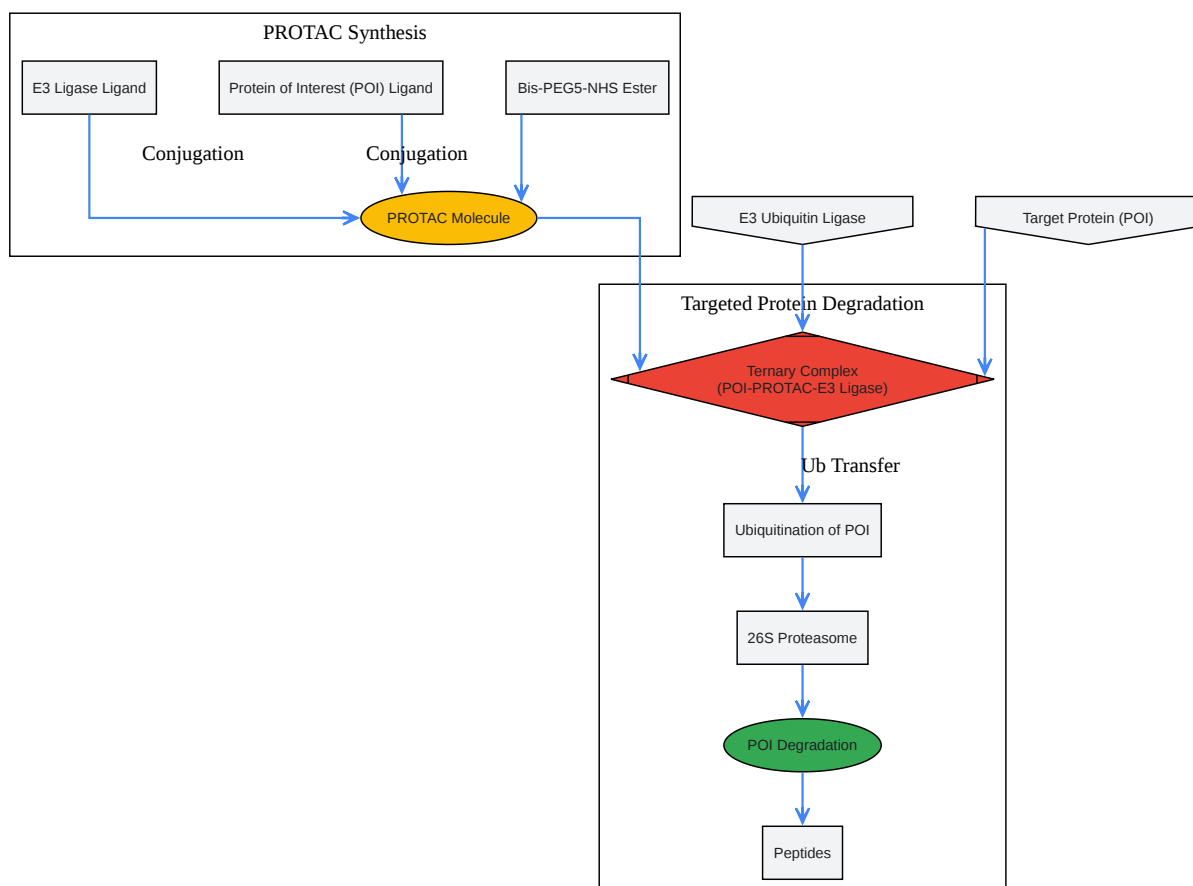 PROTAC Synthesis
E3 Ligase Ligand
Protein of Interest (POI) Ligand
Bis-PEG5-NHS Ester
Conjugation
Conjugation
PROTAC Molecule
E3 Ubiquitin Ligase
Target Protein (POI)
Targeted Protein Degradation
Ternary Complex
(POI-PROTAC-E3 Ligase)
Ub Transfer
Ubiquitination of POI
26S Proteasome
POI Degradation
Peptides